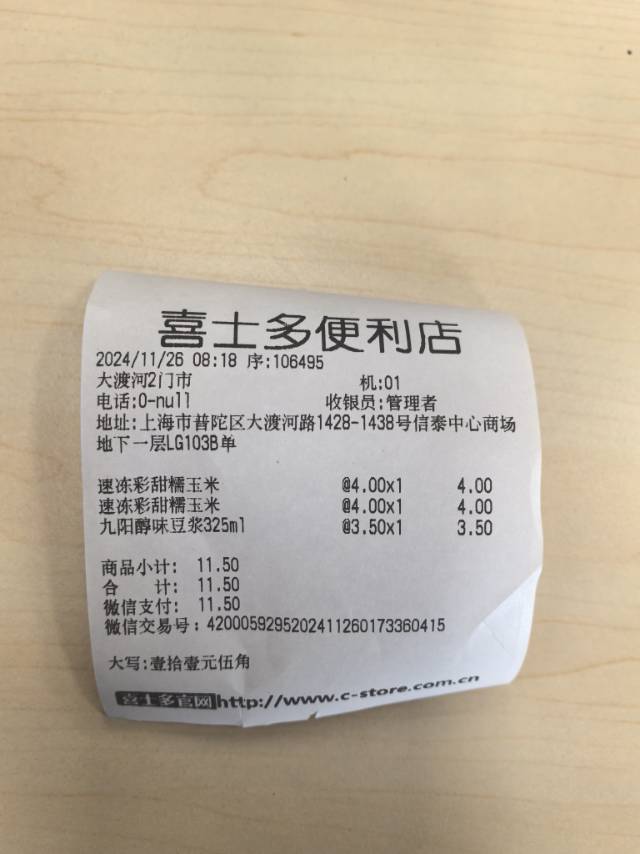 喜士多便利店
2024/11/26 08:18 序:106495
大渡河2门市 机:01
电话:0-null 收银员:管理者
地址:上海市普陀区大渡河路1428-1438号信泰中心商场
地下一层LG103B单
速冻彩甜糯玉米 @4.00x1 4.00
速冻彩甜糯玉米 @4.00x1 4.00
九阳醇味豆浆325ml @3.50x1 3.50
商品小计: 11.50
合 计: 11.50
微信支付: 11.50
微信交易号: 4200059295202411260173360415
大写:壹拾壹元伍角
http://www.c-store.com.cn